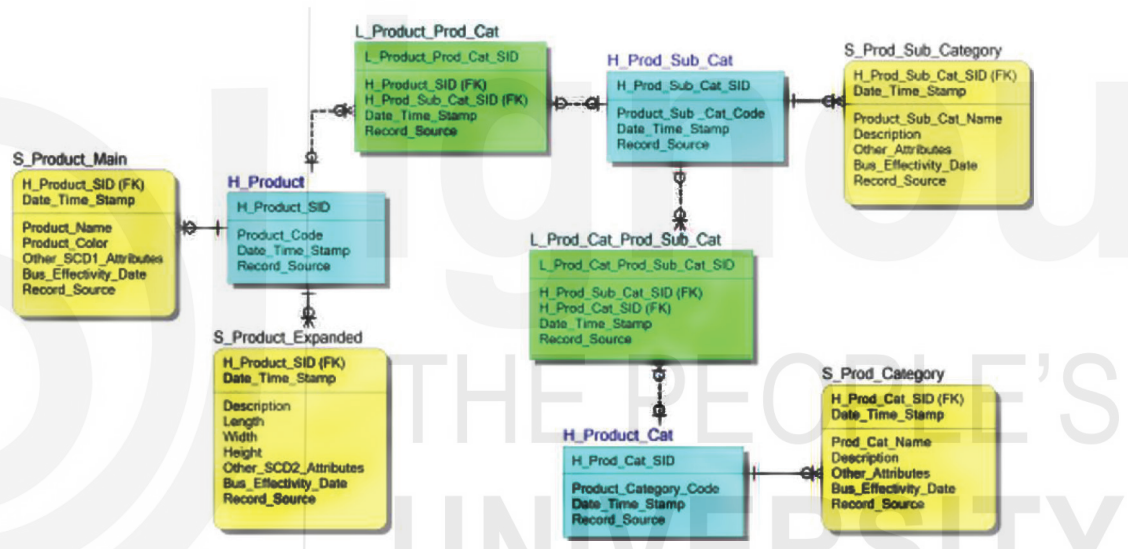 L_Product_Prod_Cat
L_Product_Prod_Cat_SID
H_Product_SID (FK)
H_Prod_Sub_Cat_SID (FK)
Date_Time_Stamp
Record_Source
H_Prod_Sub_Cat
H_Prod_Sub_Cat_SID
Product_Sub _Cat_Code
Date_Time_Stamp
Record_Source
S_Prod_Sub_Category
H_Prod_Sub_Cat_SID (FK)
Date_Time_Stamp
Product_Sub_Cat_Name
Description
Other_Attributes
Bus_Effectivity_Date
Record_Source
S_Product_Main
H_Product_SID (FK)
Date_Time_Stamp
Product_Name
Product_Color
Other_SCD1_Attributes
Bus_Effectivity_Date
Record_Source
H_Product
H_Product_SID
Product_Code
Date_Time_Stamp
Record_Source
L_Prod_Cat_Prod_Sub_Cat
L_Prod_Cat_Prod_Sub_Cat_SID
H_Prod_Sub_Cat_SID (FK)
H_Prod_Cat_SID (FK)
Date_Time_Stamp
Record_Source
S_Product_Expanded
H_Product_SID (FK)
Date_Time_Stamp
Description
Length
Width
Height
Other_SCD2_Attributes
Bus_Effectivity_Date
Record_Source
H_Product_Cat
H_Prod_Cat_SID
Product_Category_Code
Date_Time_Stamp
Record_Source
S_Prod_Category
H_Prod_Cat_SID (FK)
Date_Time_Stamp
Prod_Cat_Name
Description
Other_Attributes
Bus_Effectivity_Date
Record_Source
ignou
THE PEOPLE'S
UNIVERSITY